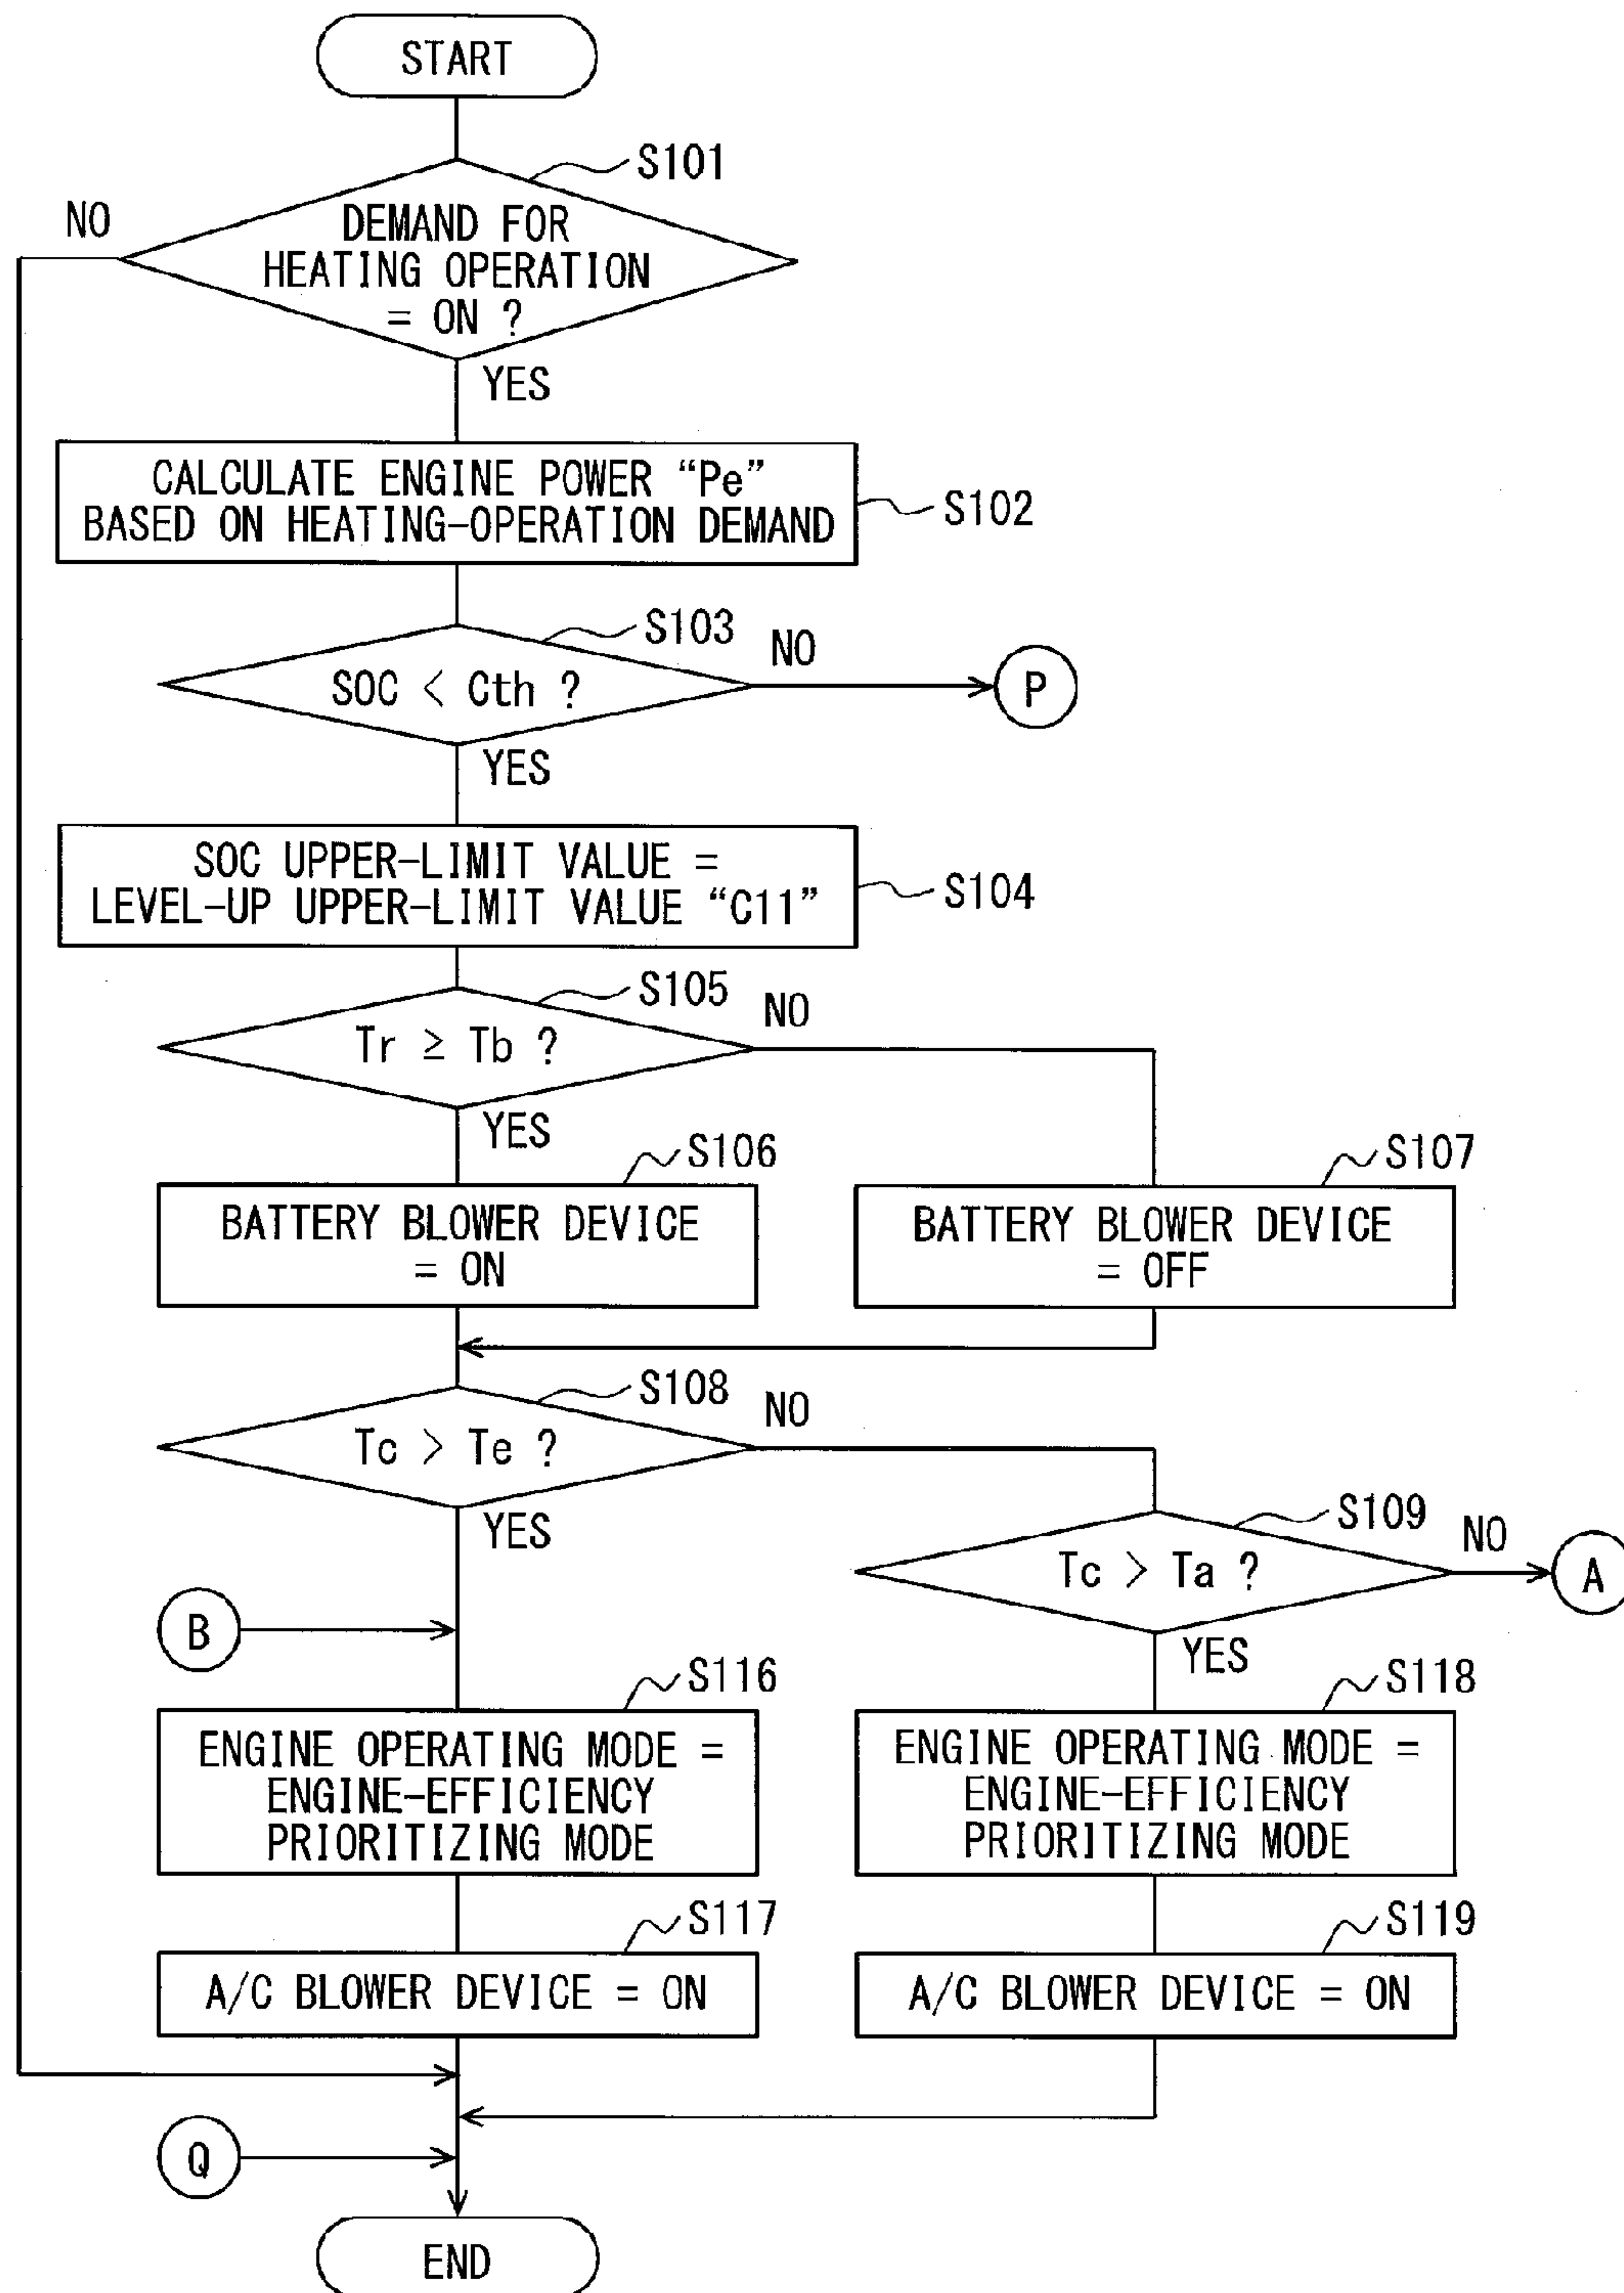 START
S101
NO
DEMAND FOR
HEATING OPERATION
= ON ?
YES
CALCULATE ENGINE POWER “Pe”
BASED ON HEATING-OPERATION DEMAND
S102
S103
NO
SOC < Cth ?
P
YES
SOC UPPER-LIMIT VALUE =
LEVEL-UP UPPER-LIMIT VALUE “C11”
S104
S105
NO
Tr ≥ Tb ?
YES
S106
S107
BATTERY BLOWER DEVICE
= ON
BATTERY BLOWER DEVICE
= OFF
S108
NO
Tc > Te ?
YES
S109
NO
Tc > Ta ?
A
YES
B
S116
S118
ENGINE OPERATING MODE =
ENGINE-EFFICIENCY
PRIORITIZING MODE
ENGINE OPERATING MODE =
ENGINE-EFFICIENCY
PRIORITIZING MODE
S117
S119
A/C BLOWER DEVICE = ON
A/C BLOWER DEVICE = ON
Q
END